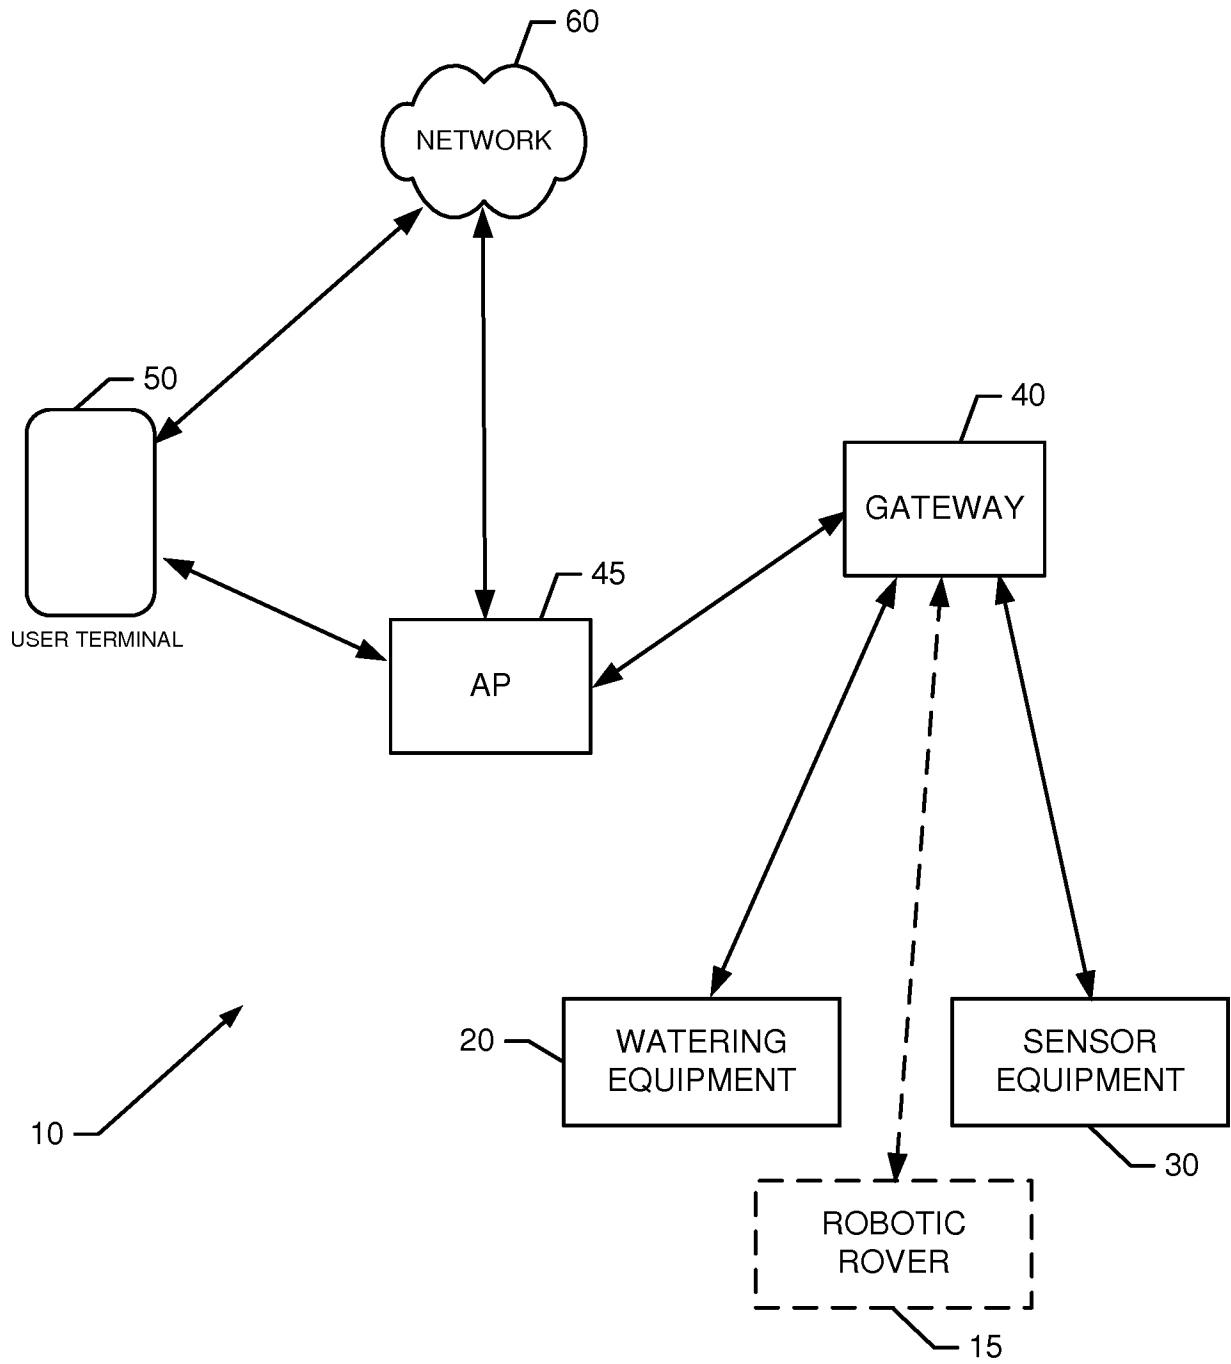 60
NETWORK
50
USER TERMINAL
40
GATEWAY
45
AP
20
WATERING
EQUIPMENT
SENSOR
EQUIPMENT
30
10
ROBOTIC
ROVER
15